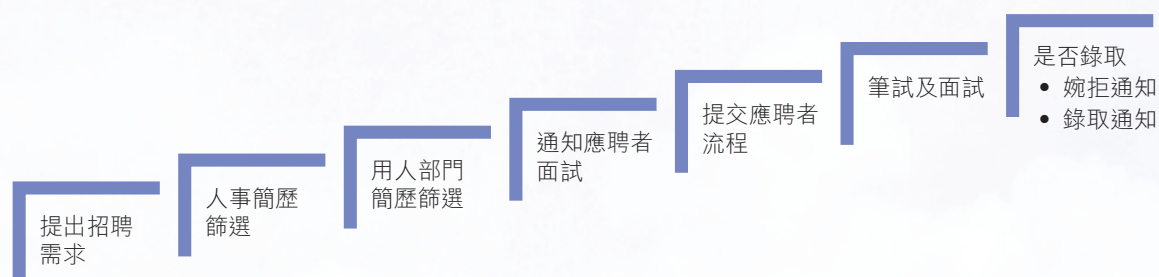 提出招聘
需求
人事簡歷
篩選
用人部門
簡歷篩選
通知應聘者
面試
提交應聘者
流程
筆試及面試
是否錄取
• 婉拒通知
• 錄取通知